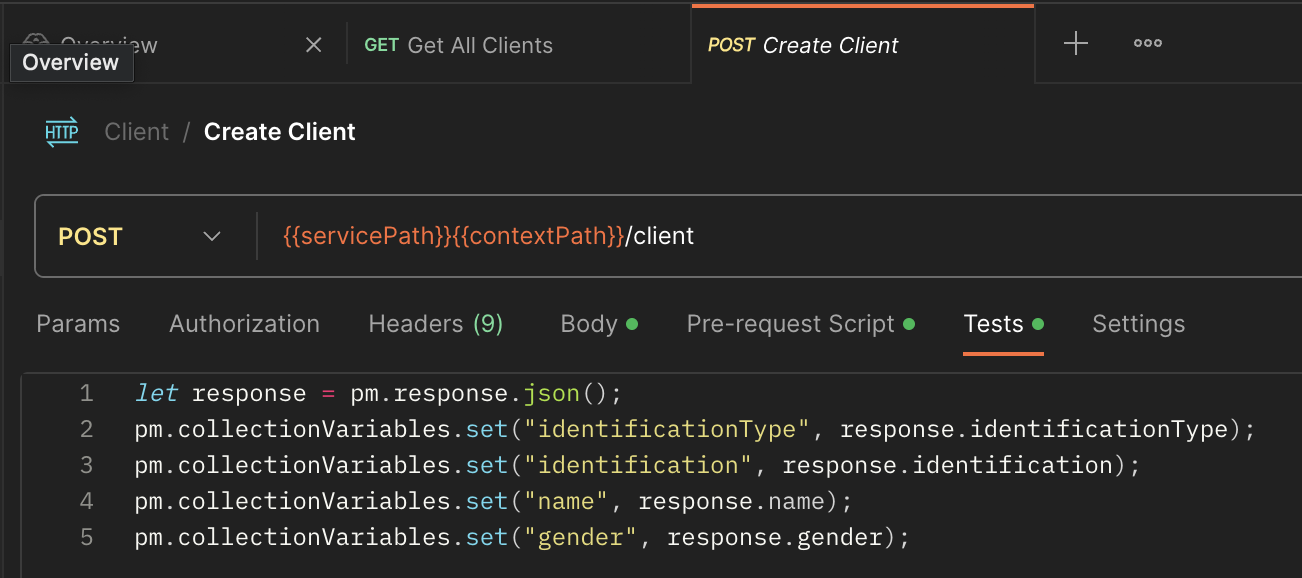 Overview GET Get All Clients POST Create Client
Overview
HTTP Client / Create Client
POST {{servicePath}}{{contextPath}}/client
Params Authorization Headers (9) Body Pre-request Script Tests Settings
1 let response = pm.response.json();
2 pm.collectionVariables.set("identificationType", response.identificationType);
3 pm.collectionVariables.set("identification", response.identification);
4 pm.collectionVariables.set("name", response.name);
5 pm.collectionVariables.set("gender", response.gender);